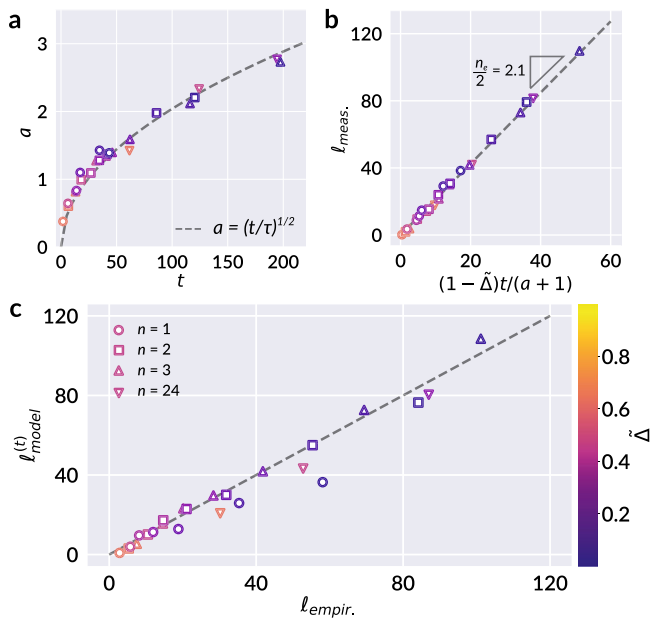 a
3
2
1
0
a
0
50
100
150
200
t
a = (t/τ)^{1/2}
b
120
80
40
0
ℓ_{meas.}
n_e/2 = 2.1
0
20
40
60
(1 − Δ̃)t/(a + 1)
c
120
80
40
0
ℓ^{(t)}_{model}
n = 1
n = 2
n = 3
n = 24
0
40
80
120
ℓ_{empir.}
0.8
0.6
0.4
0.2
Δ̃